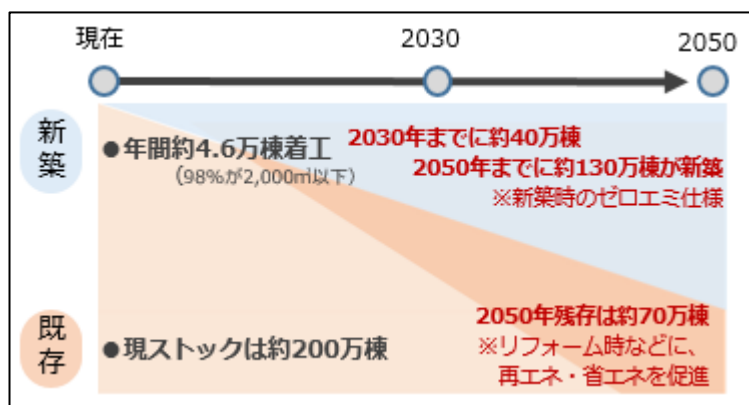 現在
2030
2050
新築
●年間約4.6万棟着工
（98%が2,000㎡以下）
2030年までに約40万棟
2050年までに約130万棟が新築
※新築時のゼロエミ仕様
既存
●現ストックは約200万棟
2050年残存は約70万棟
※リフォーム時などに、
再エネ・省エネを促進